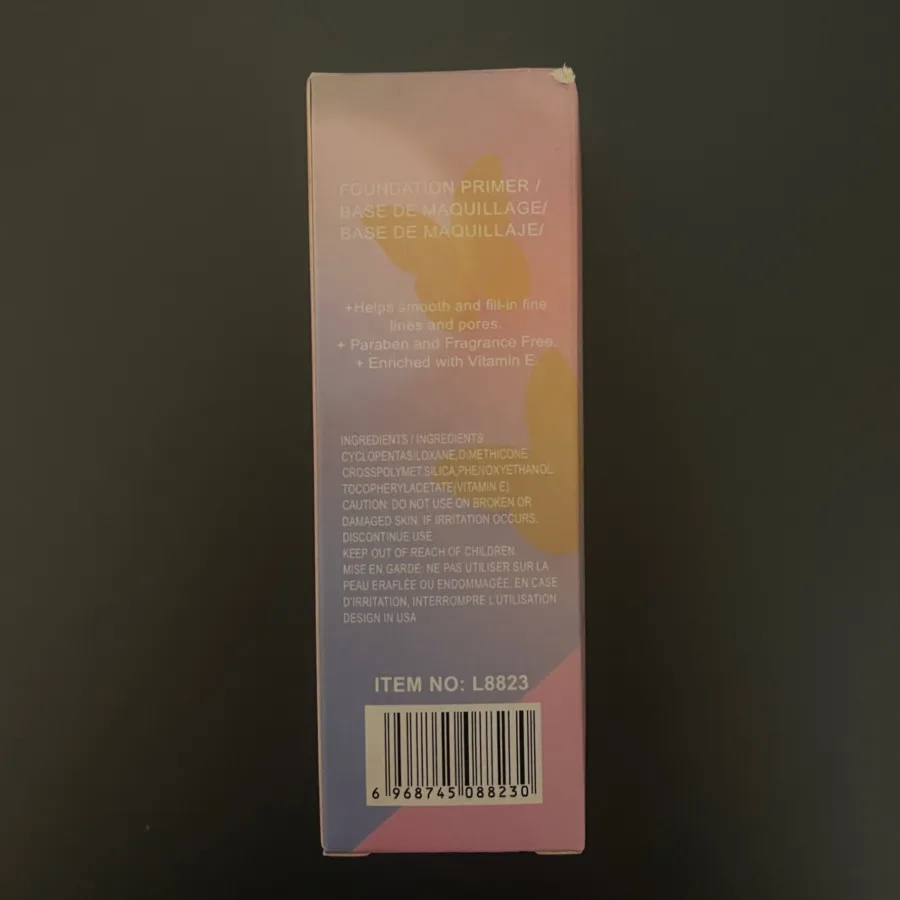 FOUNDATION PRIMER /
BASE DE MAQUILLAGE/
BASE DE MAQUILLAJE/
+Helps smooth and fill-in fine
lines and pores.
+ Paraben and Fragrance Free.
+ Enriched with Vitamin E.
INGREDIENTS / INGREDIENTS
CYCLOPENTASILOXANE,DIMETHICONE
CROSSPOLYMET,SILICA,PHENOXYETHANOL.
TOCOPHERYLACETATE(VITAMIN E)
CAUTION: DO NOT USE ON BROKEN OR
DAMAGED SKIN. IF IRRITATION OCCURS,
DISCONTINUE USE
KEEP OUT OF REACH OF CHILDREN.
MISE EN GARDE: NE PAS UTILISER SUR LA
PEAU ERAFLÉE OU ENDOMMAGÉE, EN CASE
D'IRRITATION, INTERROMPRE L'UTILISATION
DESIGN IN USA
ITEM NO: L8823
6 968745 088230